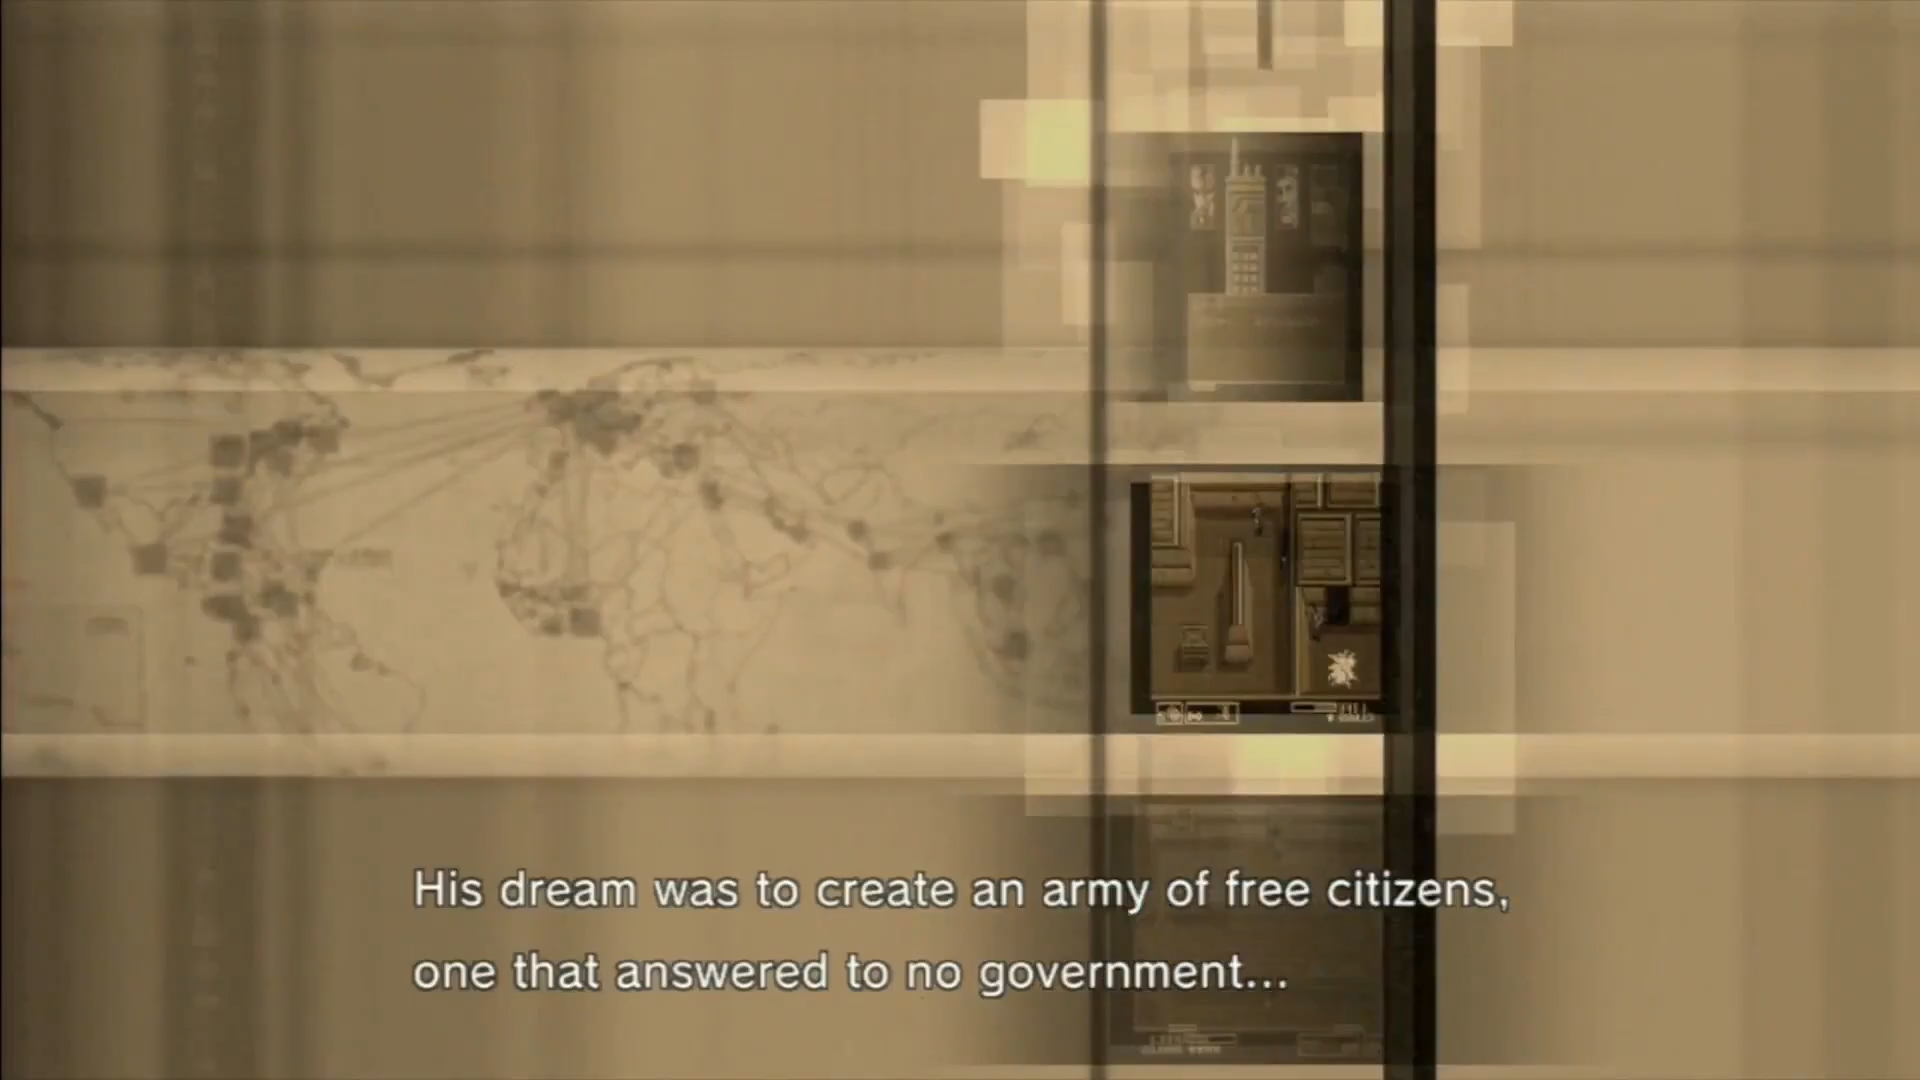 His dream was to create an army of free citizens,
one that answered to no government...